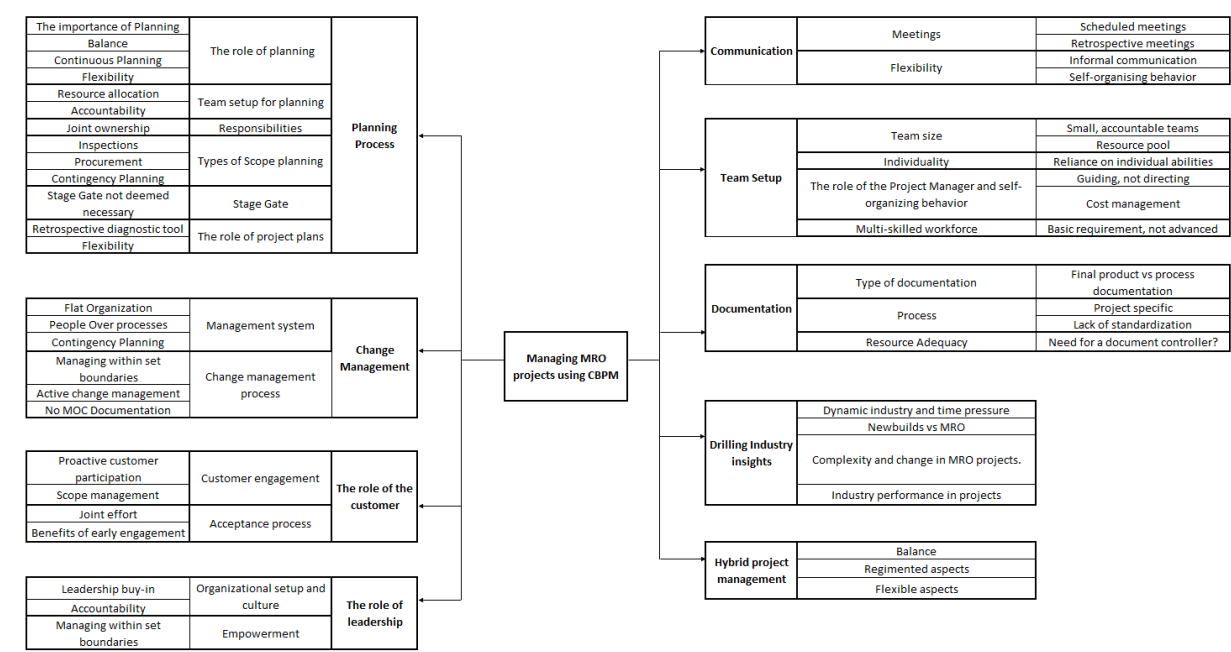 The importance of Planning
Balance
Continuous Planning
Flexibility
The role of planning
Resource allocation
Accountability
Team setup for planning
Joint ownership
Responsibilities
Inspections
Procurement
Contingency Planning
Types of Scope planning
Stage Gate not deemed
necessary
Stage Gate
Retrospective diagnostic tool
Flexibility
The role of project plans
Planning
Process
Flat Organization
People Over processes
Contingency Planning
Management system
Managing within set
boundaries
Active change management
No MOC Documentation
Change management
process
Change
Management
Proactive customer
participation
Scope management
Customer engagement
Joint effort
Benefits of early engagement
Acceptance process
The role of the
customer
Leadership buy-in
Accountability
Organizational setup and
culture
Managing within set
boundaries
Empowerment
The role of
leadership
Managing MRO
projects using CBPM
Communication
Meetings
Scheduled meetings
Retrospective meetings
Flexibility
Informal communication
Self-organising behavior
Team Setup
Team size
Small, accountable teams
Resource pool
Individuality
Reliance on individual abilities
The role of the Project Manager and self-
organizing behavior
Guiding, not directing
Cost management
Multi-skilled workforce
Basic requirement, not advanced
Documentation
Type of documentation
Final product vs process
documentation
Process
Project specific
Lack of standardization
Resource Adequacy
Need for a document controller?
Drilling Industry
insights
Dynamic industry and time pressure
Newbuilds vs MRO
Complexity and change in MRO projects.
Industry performance in projects
Hybrid project
management
Balance
Regimented aspects
Flexible aspects